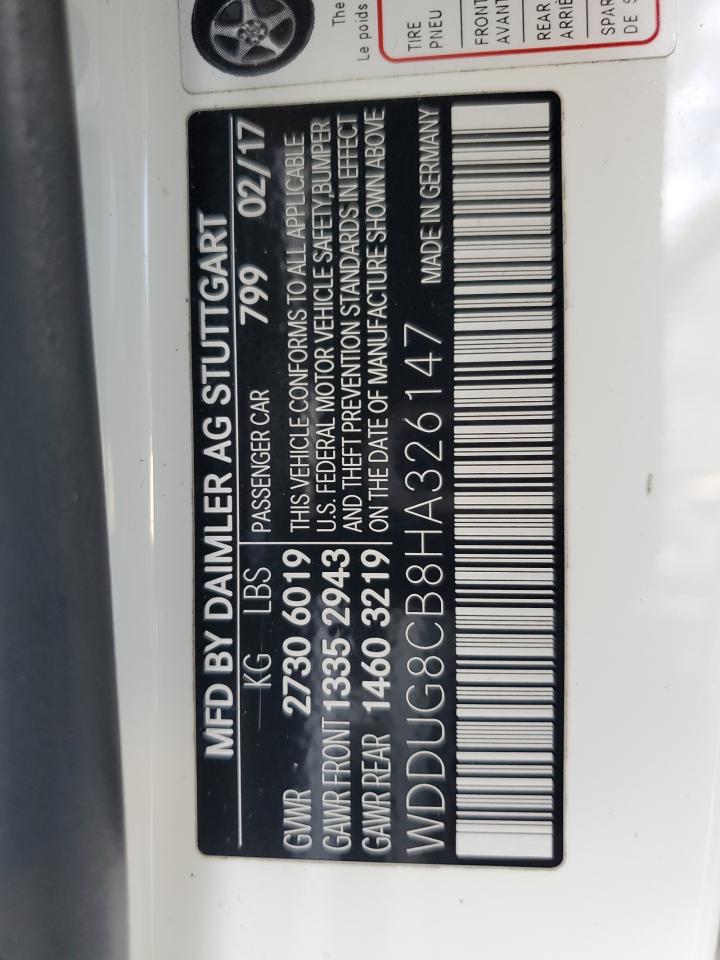 The
Le poids
TIRE
PNEU
FRONT
AVANT
REAR
SPAR
DE S
MFD BY DAIMLER AG STUTTGART
KG LBS PASSENGER CAR 799 02/17
GVWR 2730 6019
GAWR FRONT 1335 2943
GAWR REAR 1460 3219
THIS VEHICLE CONFORMS TO ALL APPLICABLE
U.S. FEDERAL MOTOR VEHICLE SAFETY,BUMPER
AND THEFT PREVENTION STANDARDS IN EFFECT
ON THE DATE OF MANUFACTURE SHOWN ABOVE
WDDUG8CB8HA326147 MADE IN GERMANY